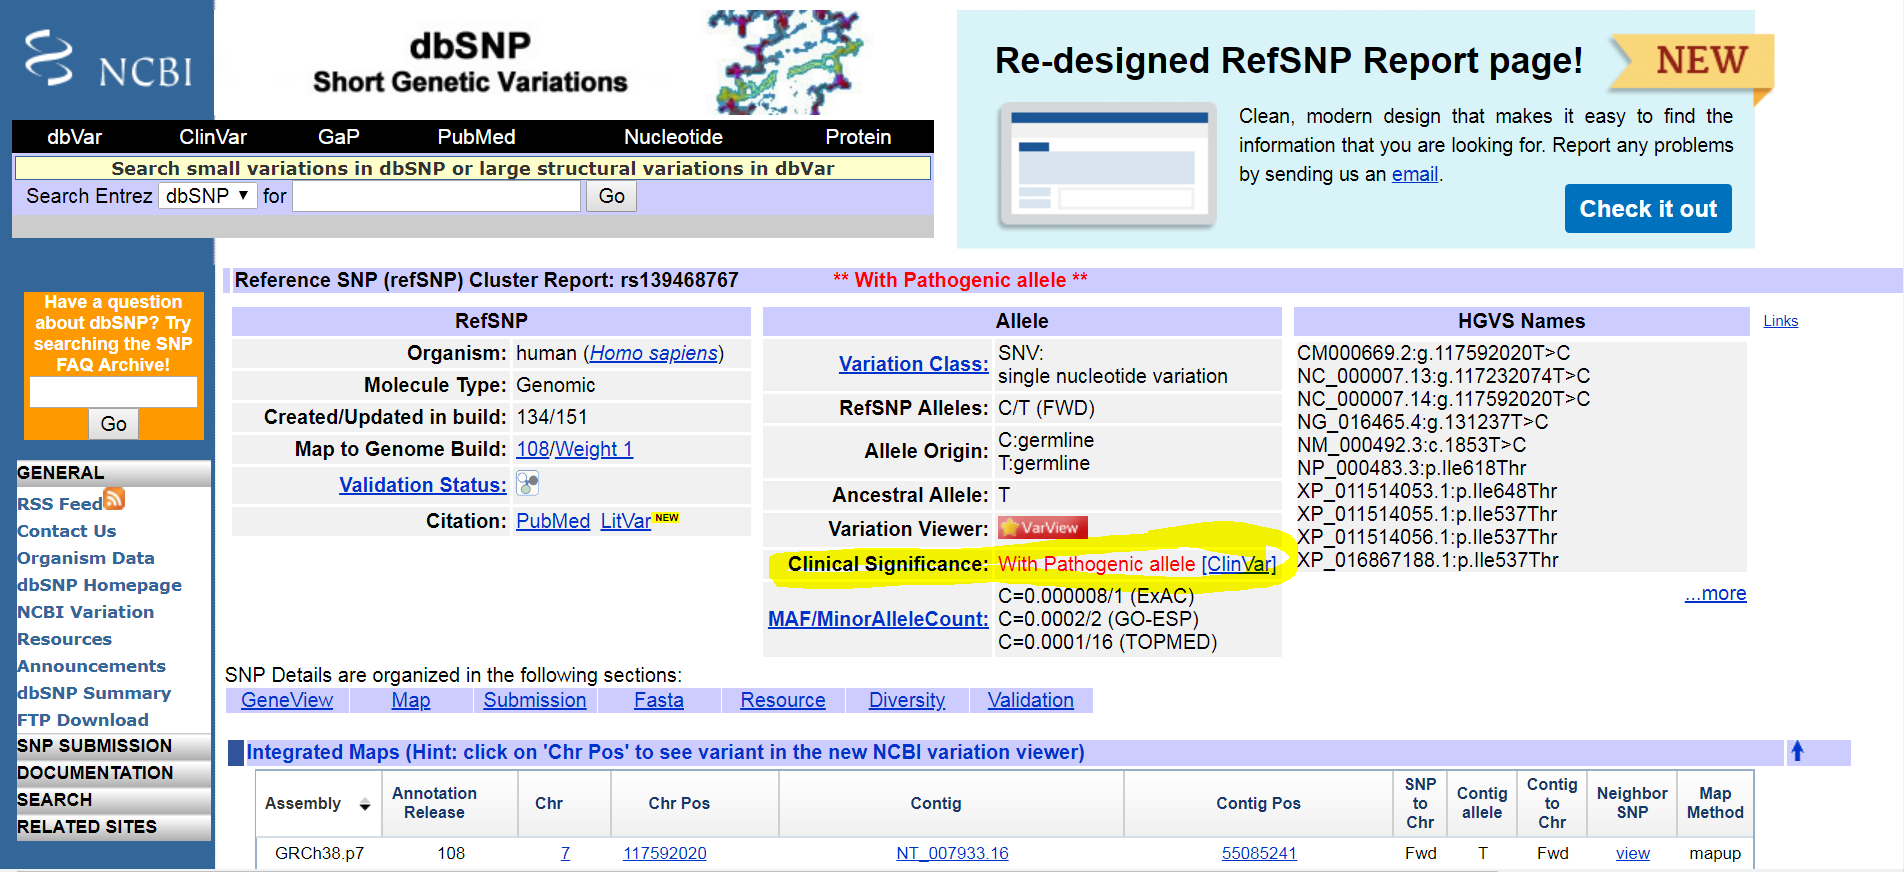 NCBI
dbSNP
Short Genetic Variations
Re-designed RefSNP Report page!
NEW
Clean, modern design that makes it easy to find the
information that you are looking for. Report any problems
by sending us an email.
Check it out
dbVar ClinVar GaP PubMed Nucleotide Protein
Search small variations in dbSNP or large structural variations in dbVar
Search Entrez dbSNP for Go
Have a question
about dbSNP? Try
searching the SNP
FAQ Archive!
Go
GENERAL
RSS Feed
Contact Us
Organism Data
dbSNP Homepage
NCBI Variation
Resources
Announcements
dbSNP Summary
FTP Download
SNP SUBMISSION
DOCUMENTATION
SEARCH
RELATED SITES
Reference SNP (refSNP) Cluster Report: rs139468767 ** With Pathogenic allele **
RefSNP
Organism: human (Homo sapiens)
Molecule Type: Genomic
Created/Updated in build: 134/151
Map to Genome Build: 108/Weight 1
Validation Status:
Citation: PubMed LitVar NEW
Allele
Variation Class: SNV:
single nucleotide variation
RefSNP Alleles: C/T (FWD)
Allele Origin: C:germline
T:germline
Ancestral Allele: T
Variation Viewer: VarView
Clinical Significance: With Pathogenic allele [ClinVar]
MAF/MinorAlleleCount: C=0.000008/1 (ExAC)
C=0.0002/2 (GO-ESP)
C=0.0001/16 (TOPMED)
HGVS Names
CM000669.2:g.117592020T>C
NC_000007.13:g.117232074T>C
NC_000007.14:g.117592020T>C
NG_016465.4:g.131237T>C
NM_000492.3:c.1853T>C
NP_000483.3:p.Ile618Thr
XP_011514053.1:p.Ile648Thr
XP_011514055.1:p.Ile537Thr
XP_011514056.1:p.Ile537Thr
XP_016867188.1:p.Ile537Thr
...more
Links
SNP Details are organized in the following sections:
GeneView Map Submission Fasta Resource Diversity Validation
Integrated Maps (Hint: click on 'Chr Pos' to see variant in the new NCBI variation viewer)
Assembly Annotation Release Chr Chr Pos Contig Contig Pos SNP to Chr Contig allele Contig to Chr Neighbor SNP Map Method
GRCh38.p7 108 7 117592020 NT_007933.16 55085241 Fwd T Fwd view mapup